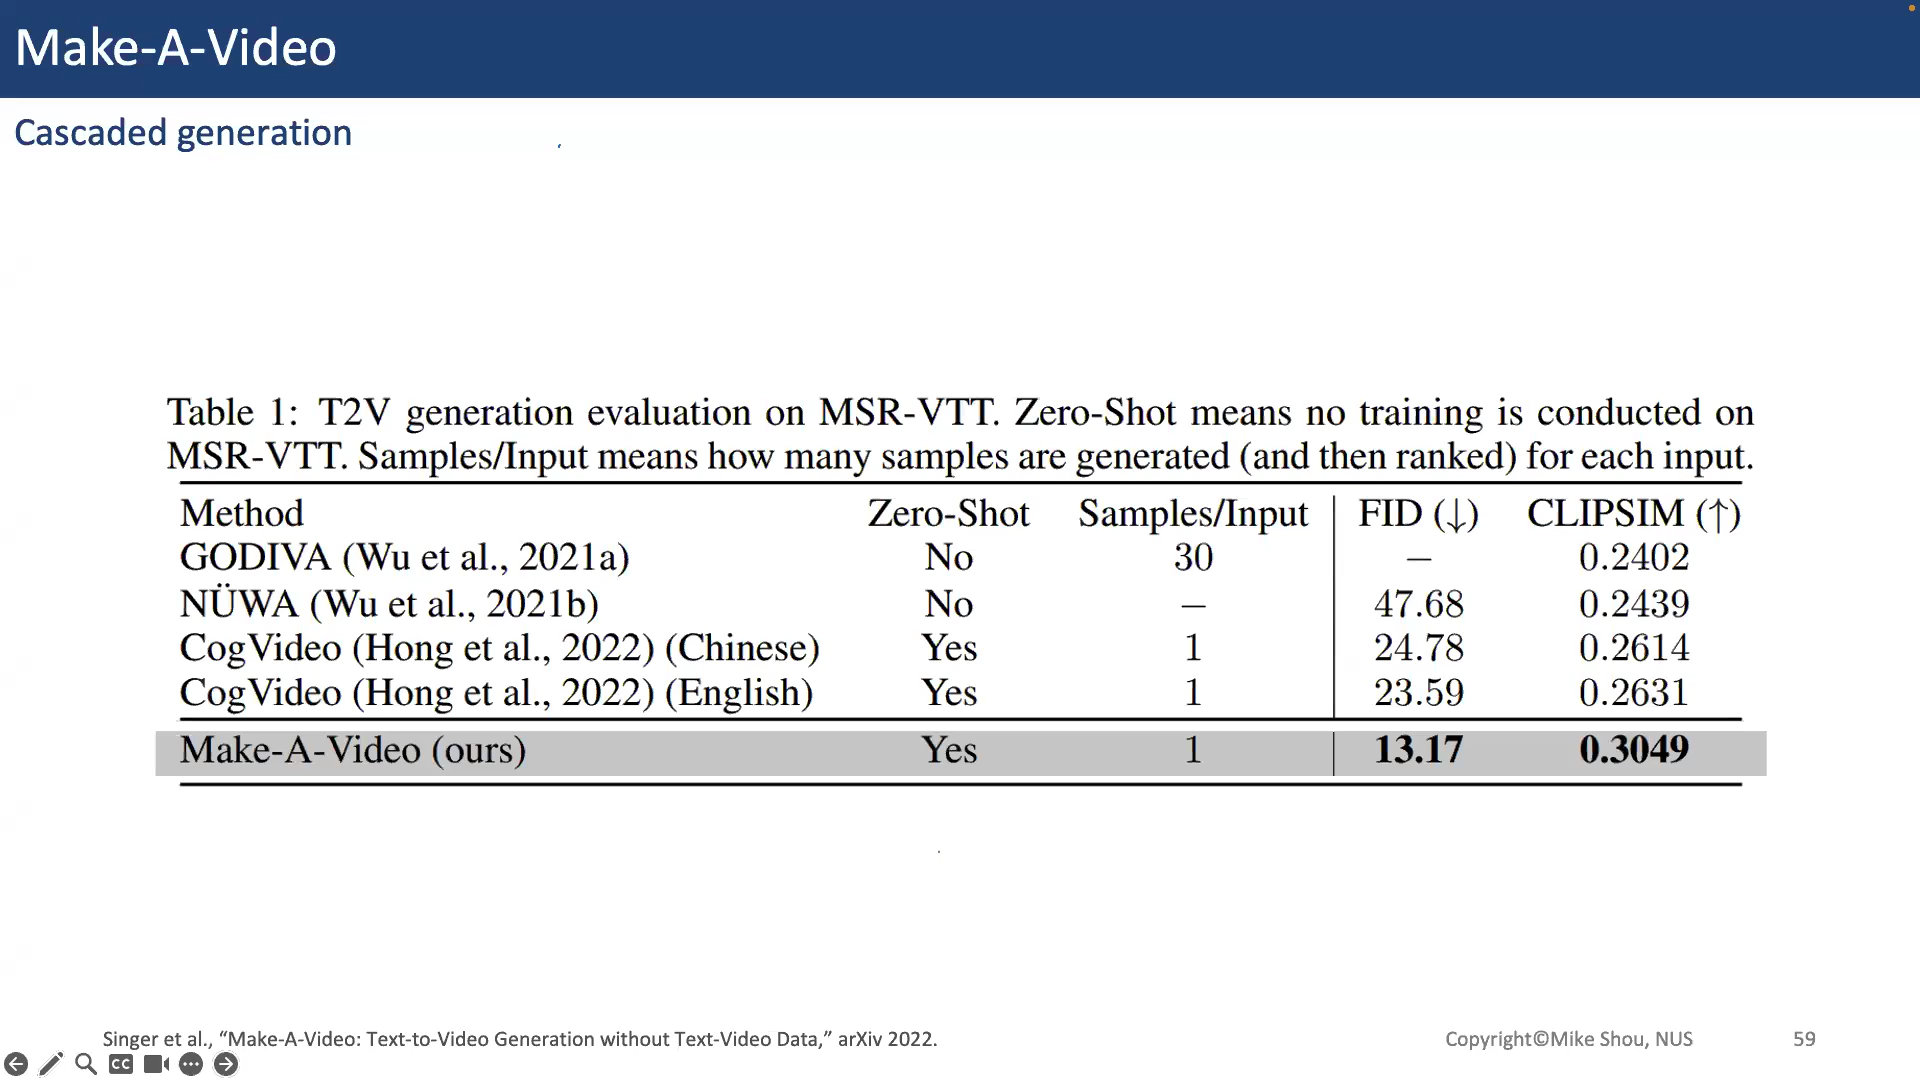 Make-A-Video
Cascaded generation
Table 1: T2V generation evaluation on MSR-VTT. Zero-Shot means no training is conducted on
MSR-VTT. Samples/Input means how many samples are generated (and then ranked) for each input.
Method Zero-Shot Samples/Input FID (↓) CLIPSIM (↑)
GODIVA (Wu et al., 2021a) No 30 − 0.2402
NÜWA (Wu et al., 2021b) No − 47.68 0.2439
CogVideo (Hong et al., 2022) (Chinese) Yes 1 24.78 0.2614
CogVideo (Hong et al., 2022) (English) Yes 1 23.59 0.2631
Make-A-Video (ours) Yes 1 13.17 0.3049
Singer et al., “Make-A-Video: Text-to-Video Generation without Text-Video Data,” arXiv 2022.
Copyright©Mike Shou, NUS 59
CC